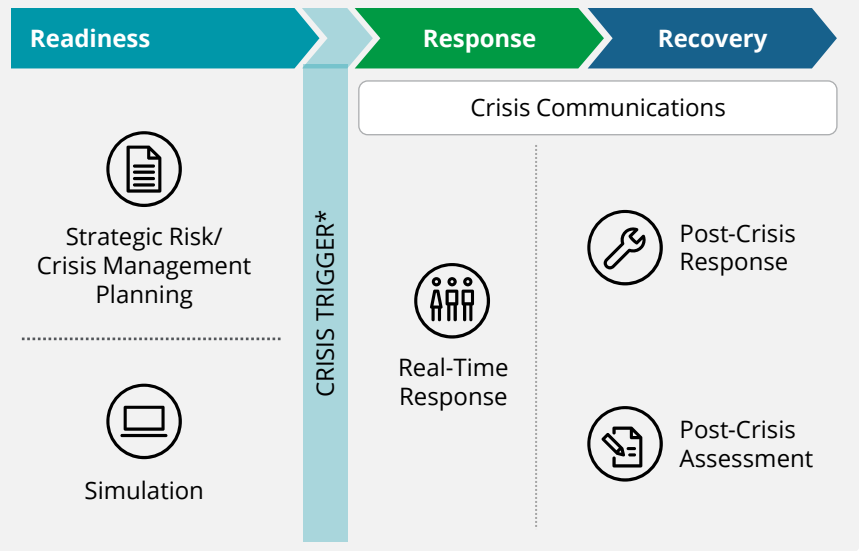 Readiness
Response
Recovery
Crisis Communications
Strategic Risk/
Crisis Management
Planning
Simulation
CRISIS TRIGGER*
Real-Time
Response
Post-Crisis
Response
Post-Crisis
Assessment